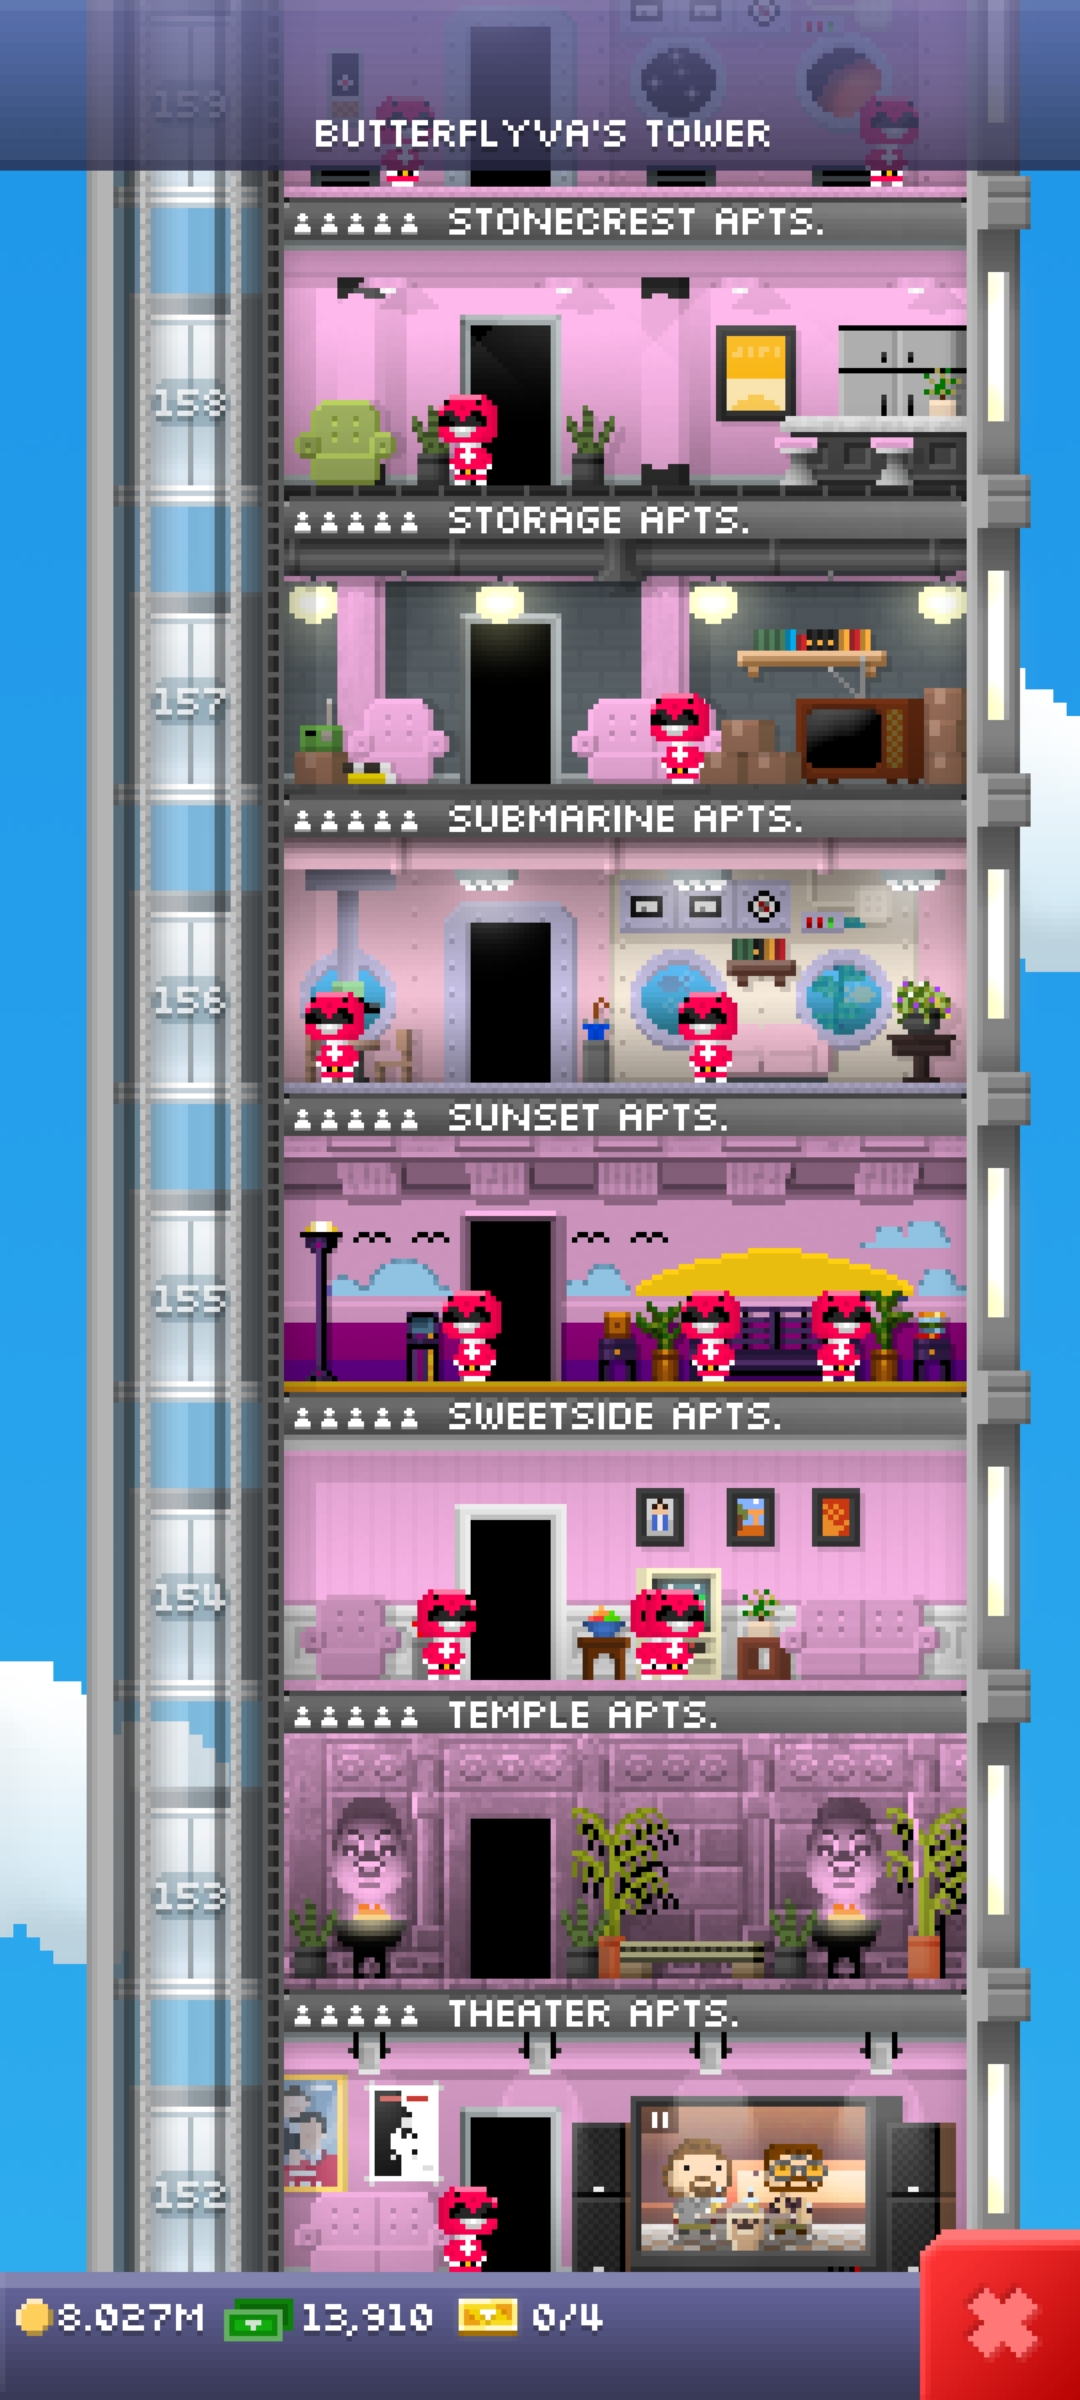 159
BUTTERFLYVA'S TOWER
STONECREST APTS.
158
STORAGE APTS.
157
SUBMARINE APTS.
156
SUNSET APTS.
155
SWEETSIDE APTS.
154
TEMPLE APTS.
153
THEATER APTS.
152
8.027M 13,910 0/4